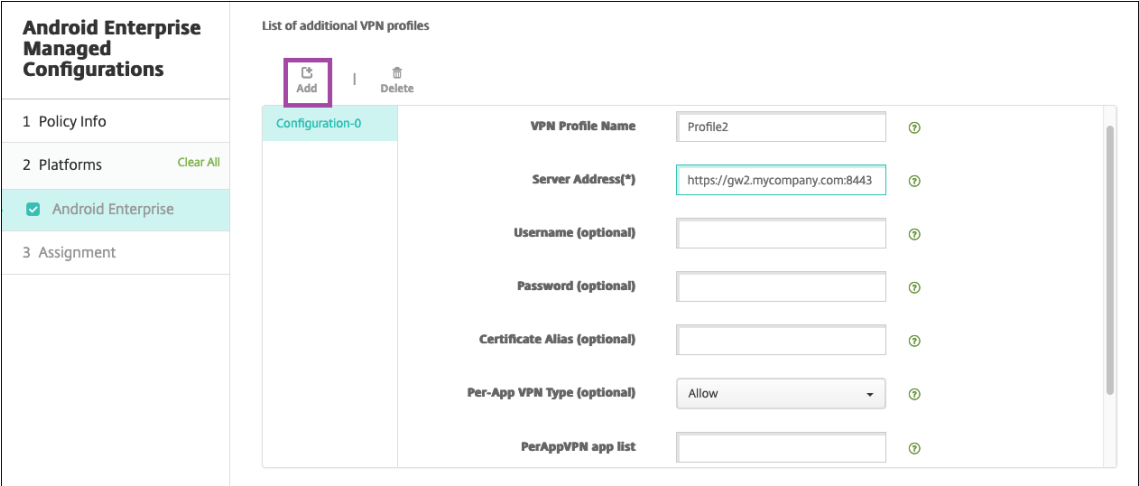 Android Enterprise
Managed
Configurations
1 Policy Info
2 Platforms
Clear All
Android Enterprise
3 Assignment
List of additional VPN profiles
Add
|
Delete
Configuration-0
VPN Profile Name
Profile2
?
Server Address(*)
https://gw2.mycompany.com:8443
?
Username (optional)
?
Password (optional)
?
Certificate Alias (optional)
?
Per-App VPN Type (optional)
Allow
?
PerAppVPN app list
?